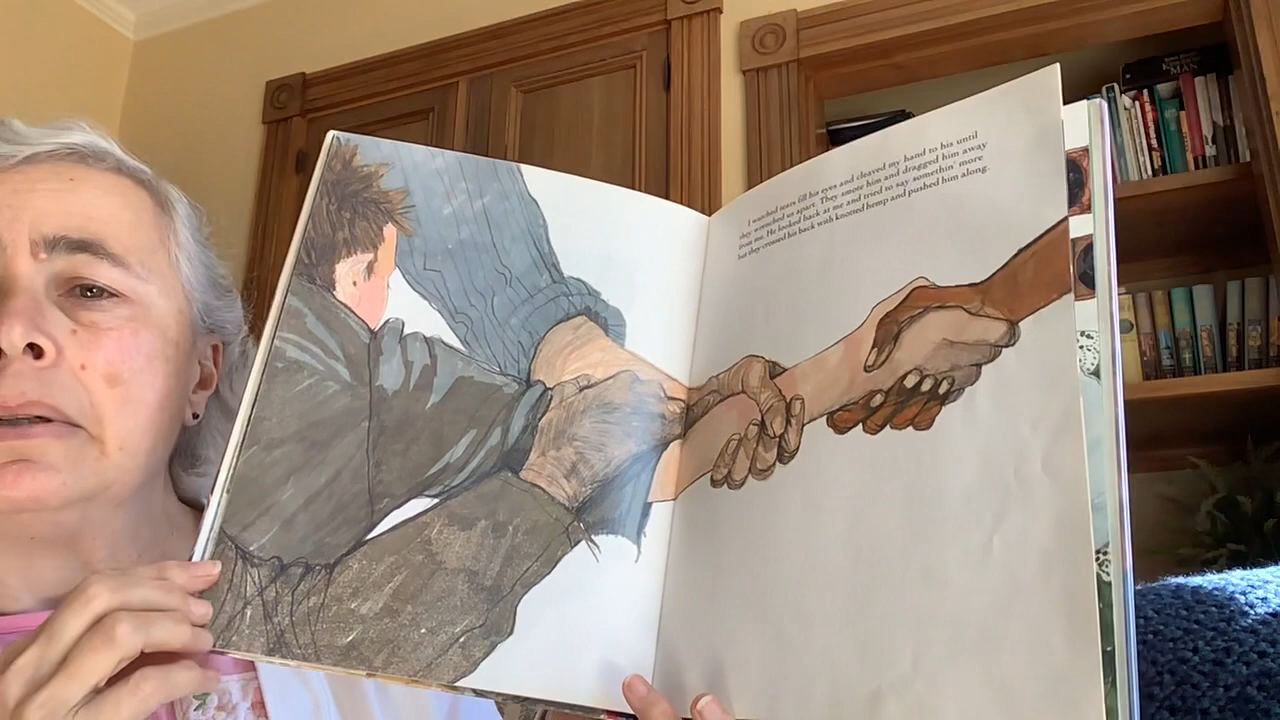 I watched tears fill his eyes and cleaved my hand to his until
they wrenched us apart. They smote him and dragged him away
from me. He looked back at me and tried to say somethin' more
but they crossed his back with knotted hemp and pushed him along.
MAN